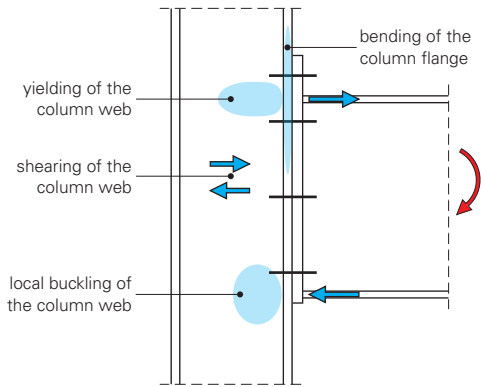 bending of the
column flange
yielding of the
column web
shearing of the
column web
local buckling of
the column web